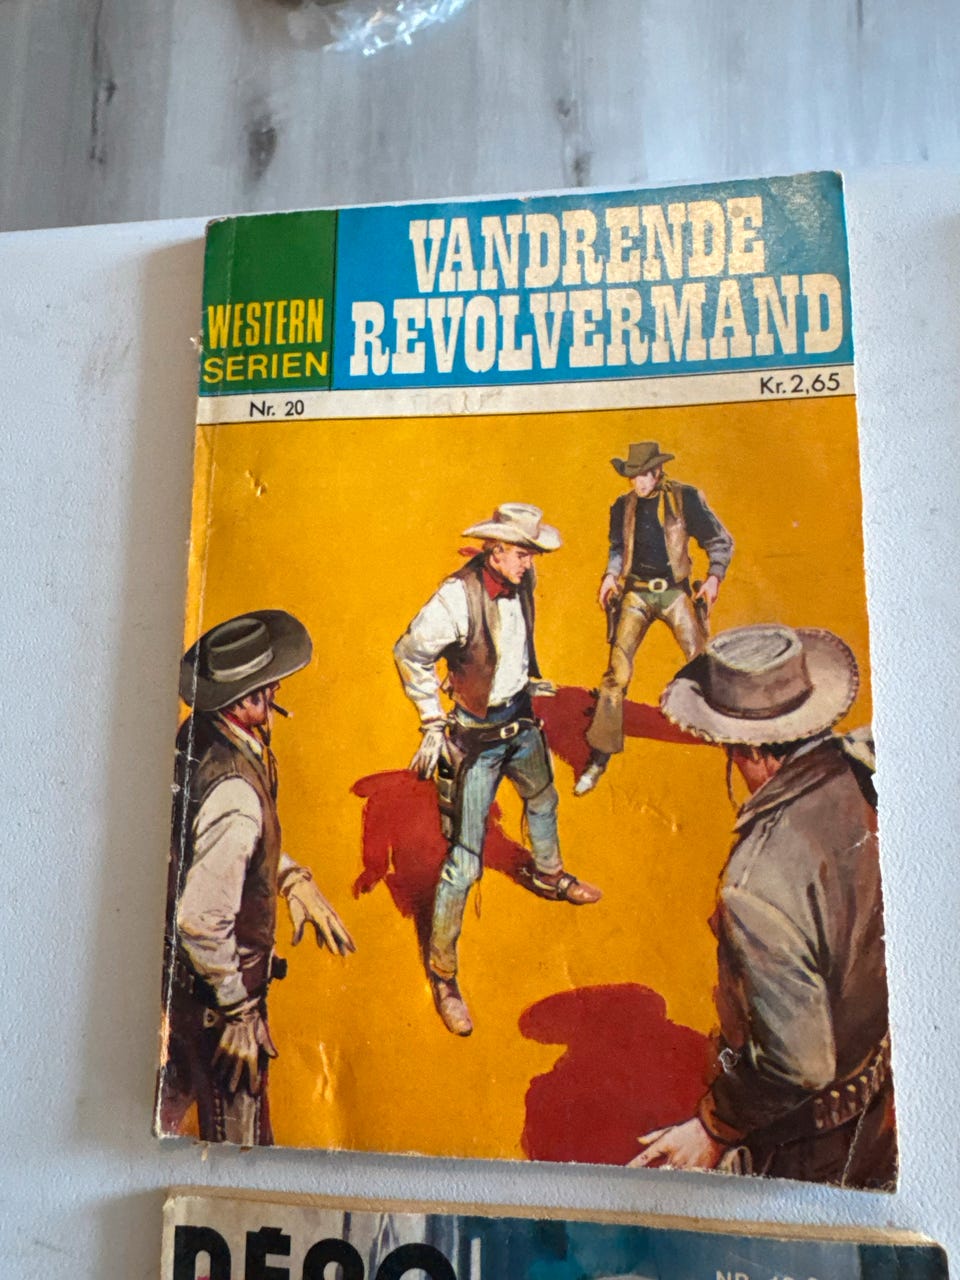 VANDRENDE
REVOLVERMAND
WESTERN
SERIEN
Nr. 20
Kr. 2,65